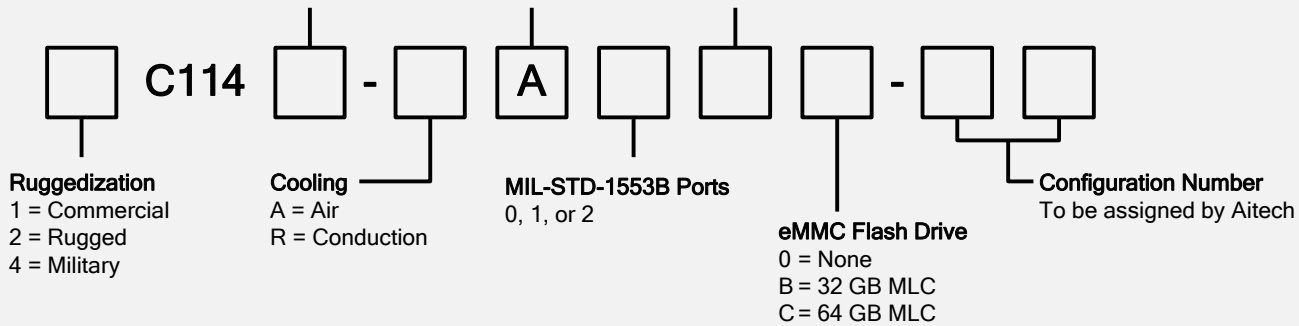 C114 - A -
Ruggedization
1 = Commercial
2 = Rugged
4 = Military
Cooling
A = Air
R = Conduction
MIL-STD-1553B Ports
0, 1, or 2
eMMC Flash Drive
0 = None
B = 32 GB MLC
C = 64 GB MLC
Configuration Number
To be assigned by Aitech